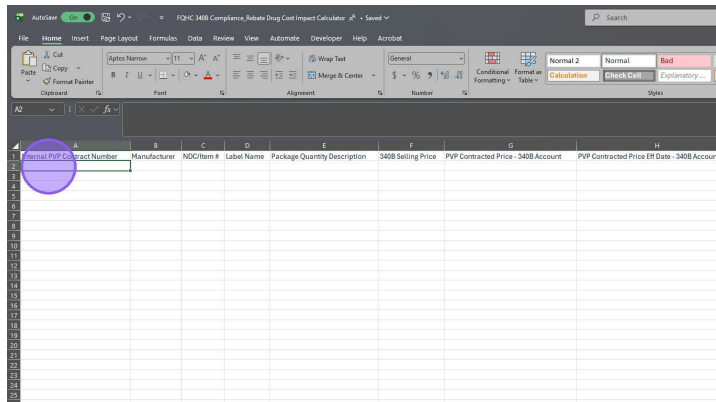 AutoSave On FQHC 340B Compliance_Rebate Drug Cost Impact Calculator • Saved Search
File Home Insert Page Layout Formulas Data Review View Automate Developer Help Acrobat
Paste Cut Copy Format Painter
Clipboard
Aptos Narrow 11 A^ A˅
B I U A
Font
Wrap Text
Merge & Center
Alignment
General
$ % 9
Number
Conditional Formatting Format as Table
Normal 2 Normal Bad
Calculation Check Cell Explanatory ...
Styles
A2 fx
A B C D E F G H
1 Internal PVP Contract Number Manufacturer NDC/Item # Label Name Package Quantity Description 340B Selling Price PVP Contracted Price - 340B Account PVP Contracted Price Eff Date - 340B Accour
2
3
4
5
6
7
8
9
10
11
12
13
14
15
16
17
18
19
20
21
22
23
24
25